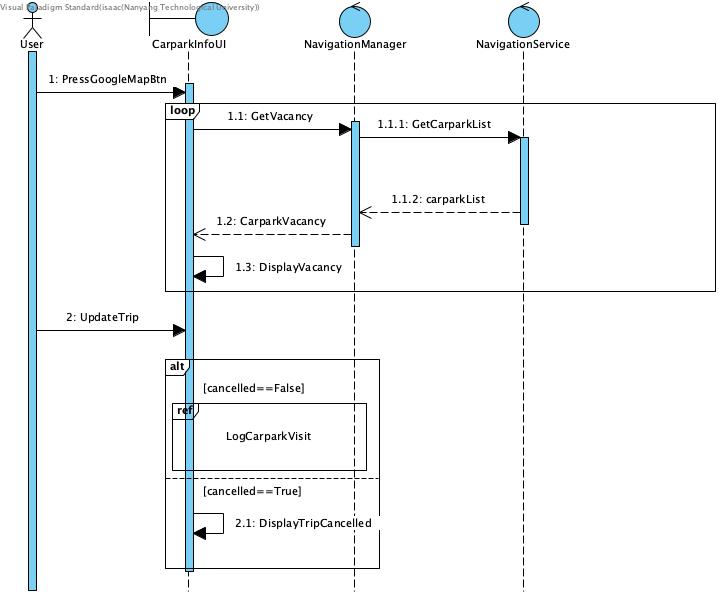 Visual Paradigm Standard(isaac(Nanyang Technological University))
User
CarparkInfoUI
NavigationManager
NavigationService
1: PressGoogleMapBtn
loop
1.1: GetVacancy
1.1.1: GetCarparkList
1.1.2: carparkList
1.2: CarparkVacancy
1.3: DisplayVacancy
2: UpdateTrip
alt
[cancelled==False]
ref
LogCarparkVisit
[cancelled==True]
2.1: DisplayTripCancelled